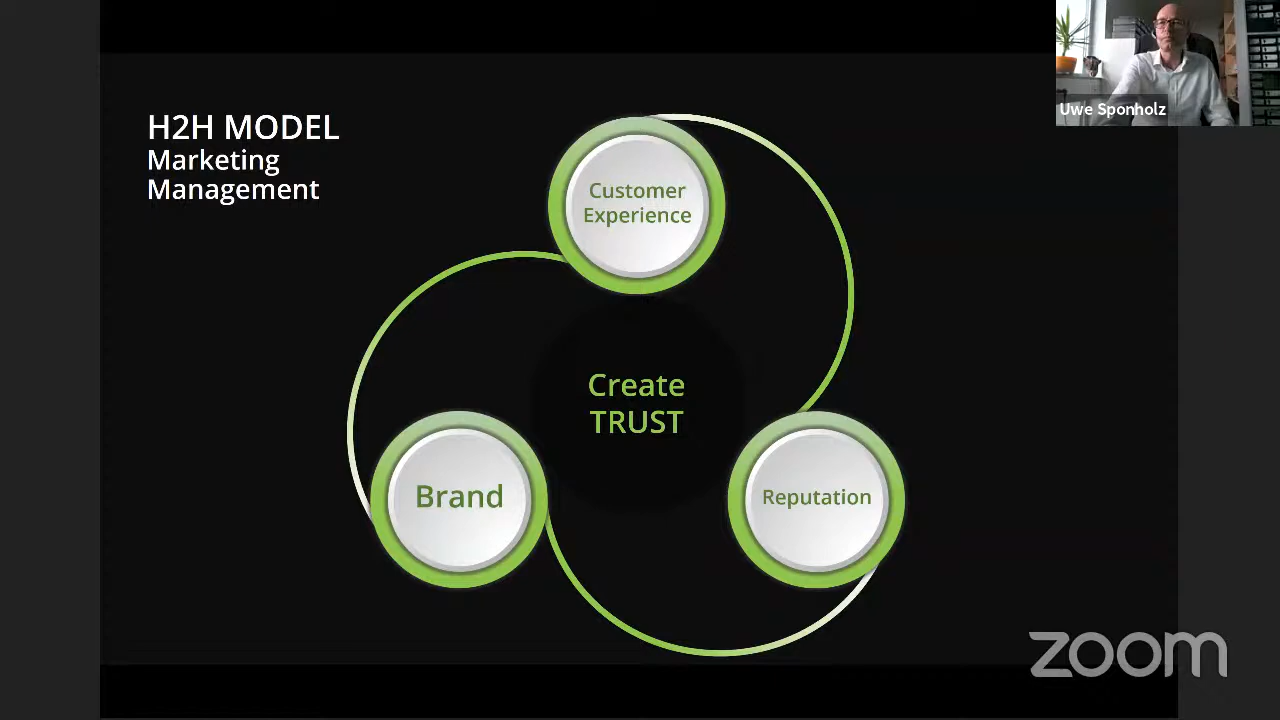 H2H MODEL
Marketing
Management
Customer
Experience
Create
TRUST
Brand
Reputation
Uwe Sponholz
zoom